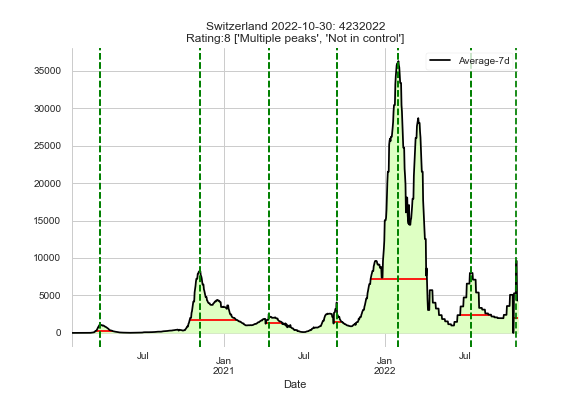 Switzerland 2022-10-30: 4232022
Rating:8 ['Multiple peaks', 'Not in control']
Average-7d
35000
30000
25000
20000
15000
10000
5000
0
Jul
Jan
2021
Jul
Jan
2022
Jul
Date